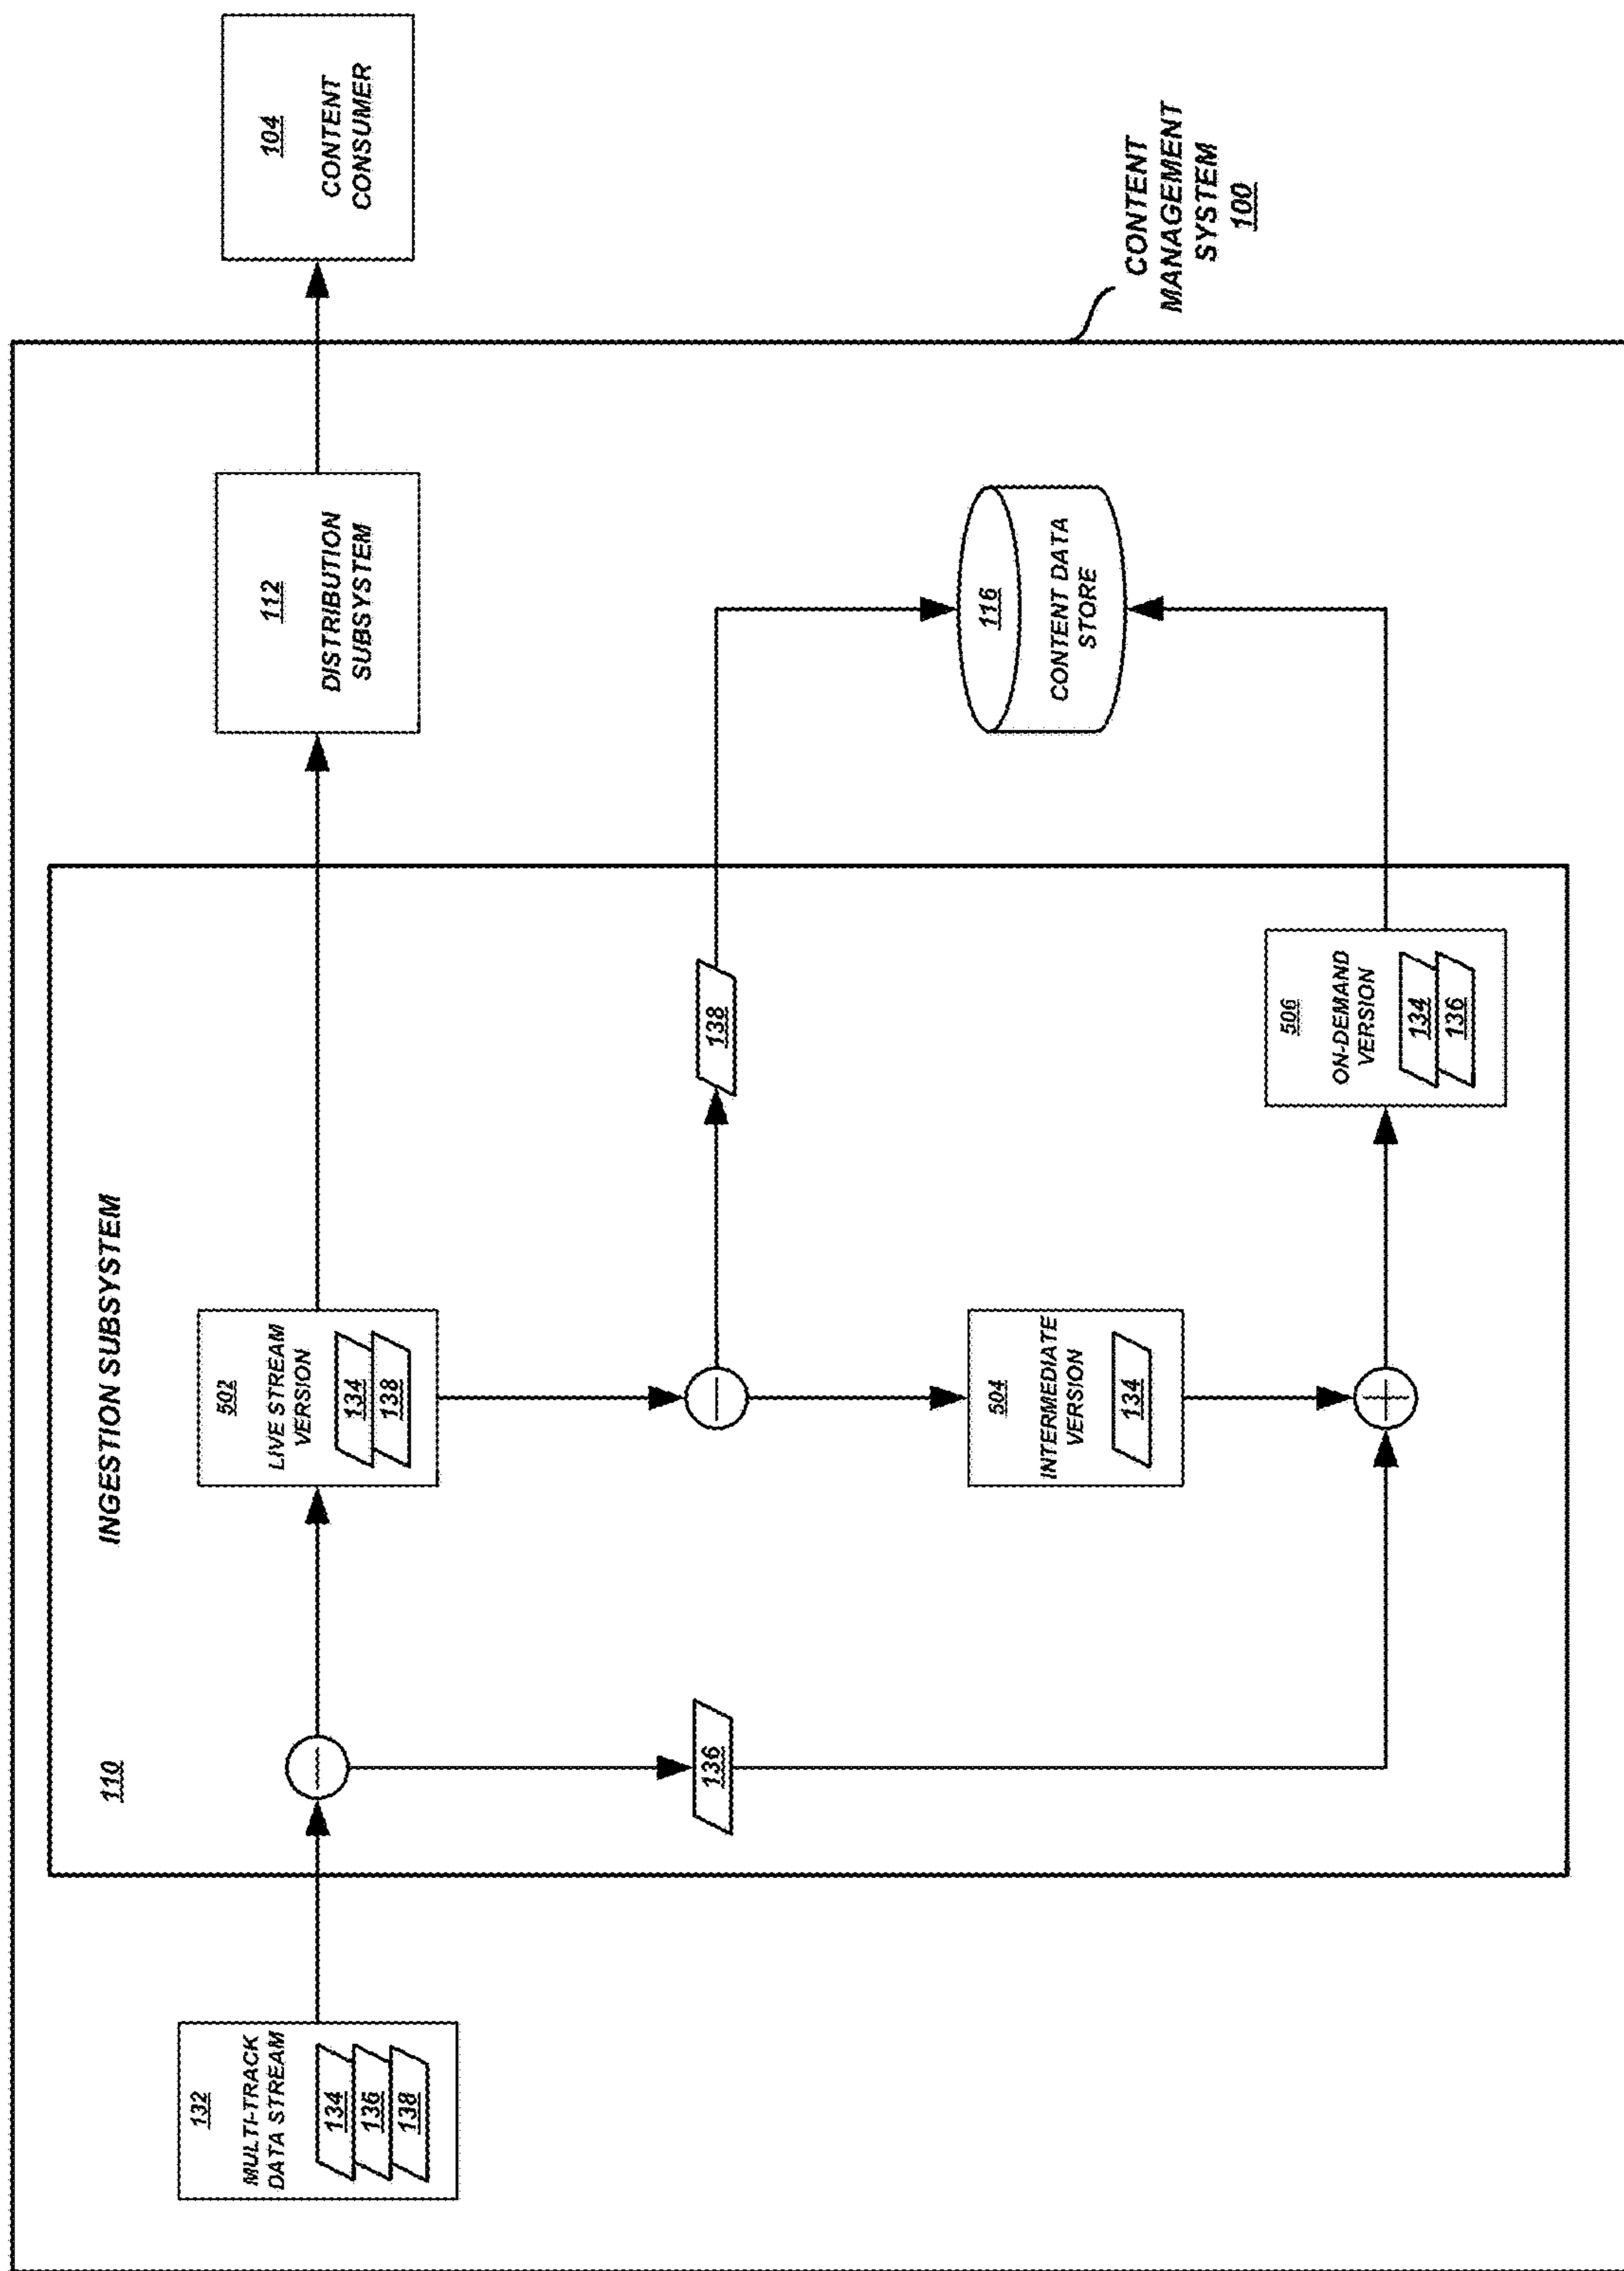 INGESTION SUBSYSTEM
110
132
MULTI-TRACK
DATA STREAM
134
136
138
502
LIVE STREAM
VERSION
134
138
112
DISTRIBUTION
SUBSYSTEM
104
CONTENT
CONSUMER
136
138
504
INTERMEDIATE
VERSION
134
116
CONTENT DATA
STORE
506
ON-DEMAND
VERSION
134
136
CONTENT
MANAGEMENT
SYSTEM
100